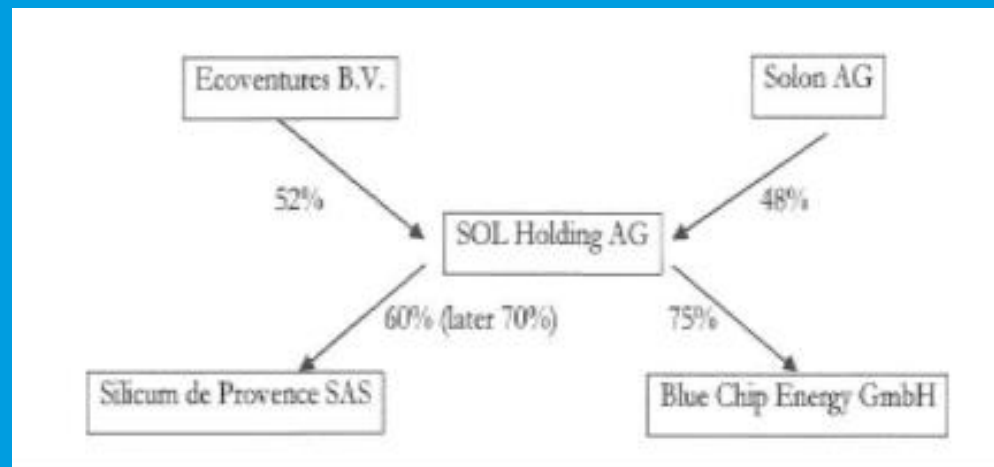 Ecoventures B.V.
Solon AG
52%
48%
SOL Holding AG
60% (later 70%)
75%
Silicum de Provence SAS
Blue Chip Energy GmbH